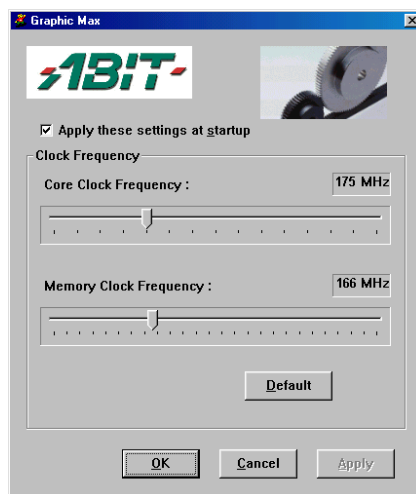 Graphic Max
ABIT
Apply these settings at startup
Clock Frequency
Core Clock Frequency :
175 MHz
Memory Clock Frequency :
166 MHz
Default
OK
Cancel
Apply